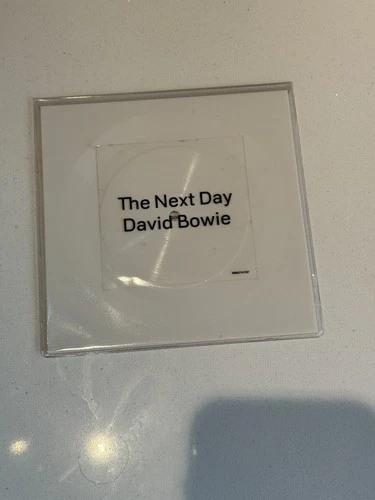 The Next Day
David Bowie